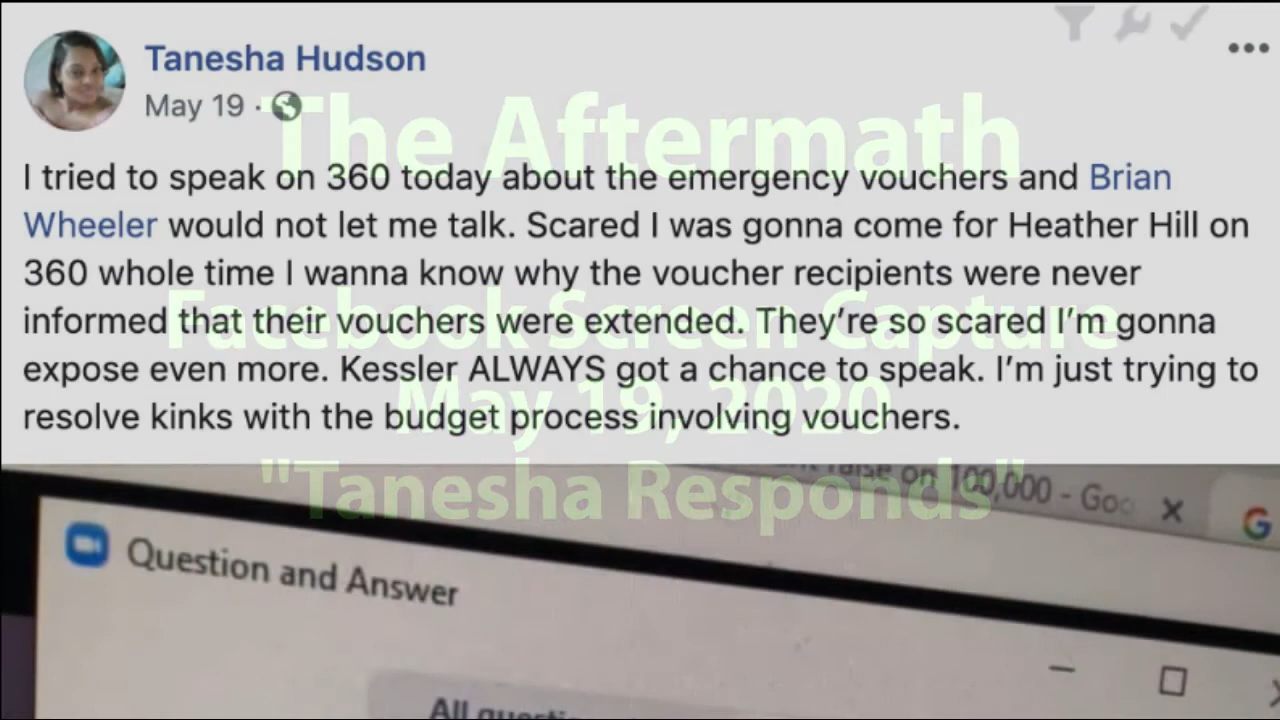 Tanesha Hudson
May 19 ·
The Aftermath
I tried to speak on 360 today about the emergency vouchers and Brian
Wheeler would not let me talk. Scared I was gonna come for Heather Hill on
360 whole time I wanna know why the voucher recipients were never
informed that their vouchers were extended. They’re so scared I’m gonna
expose even more. Kessler ALWAYS got a chance to speak. I’m just trying to
resolve kinks with the budget process involving vouchers.
Facebook Screen Capture
May 19, 2020
"Tanesha Responds"
raise on 100,000 - Goo
Question and Answer
All